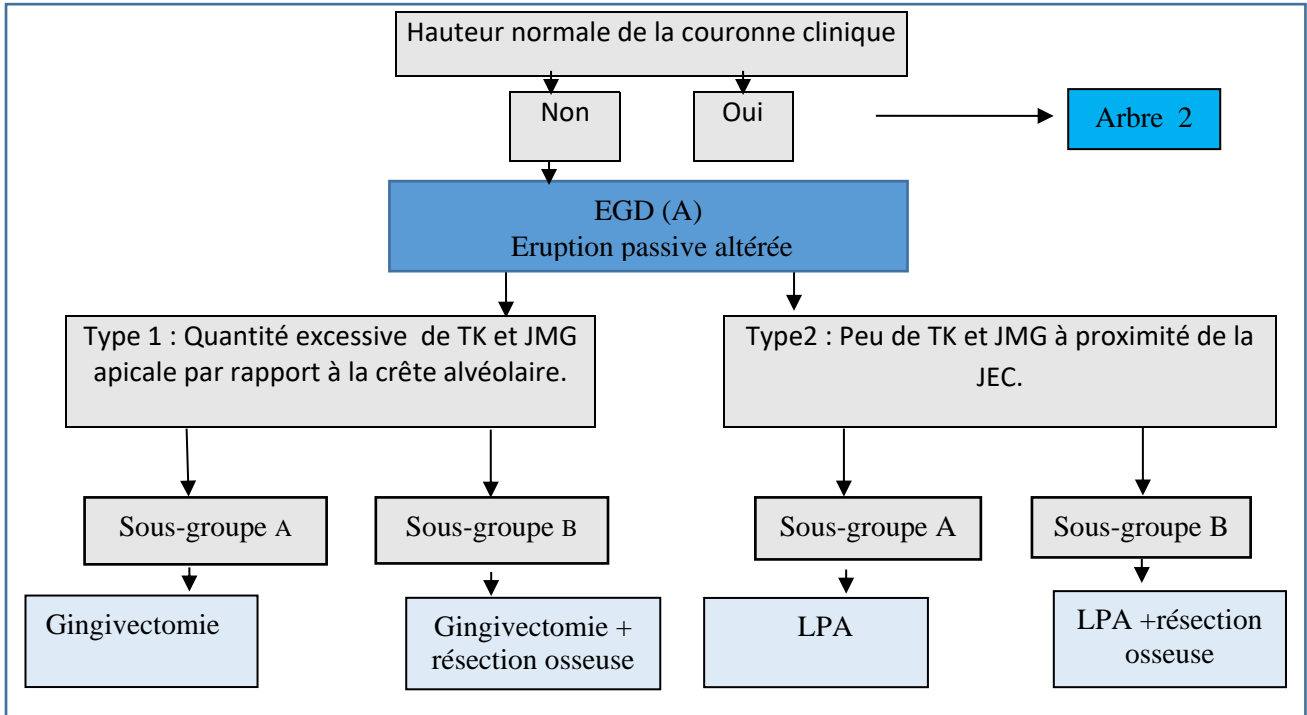 Hauteur normale de la couronne clinique
Non
Oui
Arbre 2
EGD (A)
Eruption passive altérée
Type 1 : Quantité excessive de TK et JMG
apicale par rapport à la crête alvéolaire.
Type2 : Peu de TK et JMG à proximité de la
JEC.
Sous-groupe A
Sous-groupe B
Sous-groupe A
Sous-groupe B
Gingivectomie
Gingivectomie +
résection osseuse
LPA
LPA +résection
osseuse